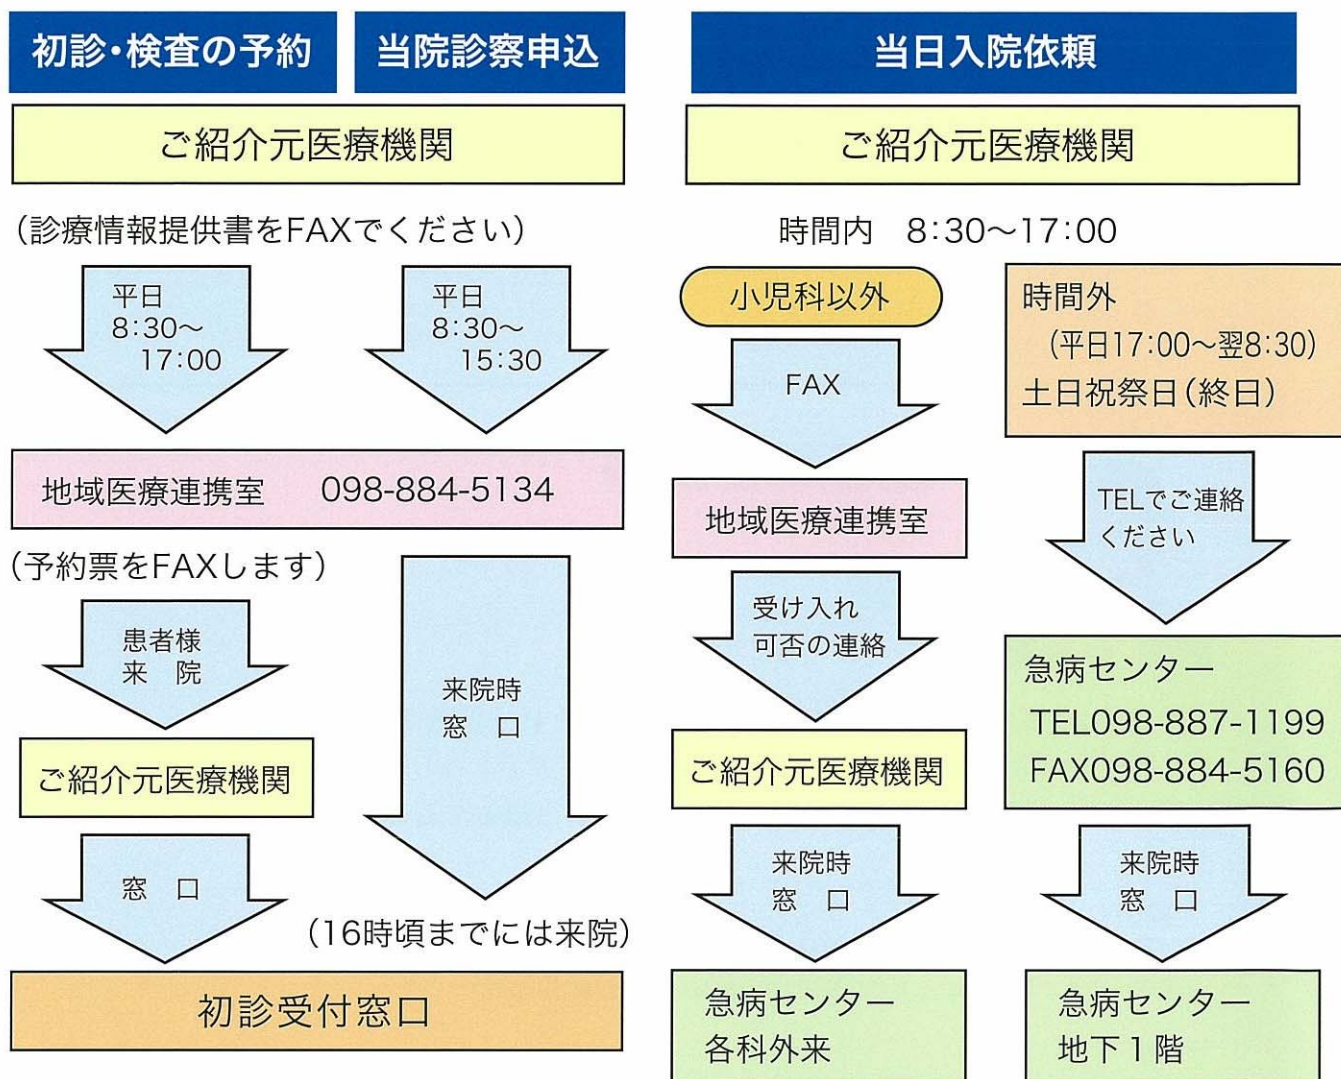 初診・検査の予約
当院診察申込
ご紹介元医療機関
（診療情報提供書をFAXでください）
平日
8:30～
17:00
平日
8:30～
15:30
地域医療連携室　098-884-5134
（予約票をFAXします）
患者様
来　院
ご紹介元医療機関
窓　口
来院時
窓　口
（16時頃までには来院）
初診受付窓口
当日入院依頼
ご紹介元医療機関
時間内　8:30～17:00
小児科以外
FAX
地域医療連携室
受け入れ
可否の連絡
ご紹介元医療機関
来院時
窓　口
急病センター
各科外来
時間外
（平日17:00～翌8:30）
土日祝祭日（終日）
TELでご連絡
ください
急病センター
TEL098-887-1199
FAX098-884-5160
来院時
窓　口
急病センター
地下１階